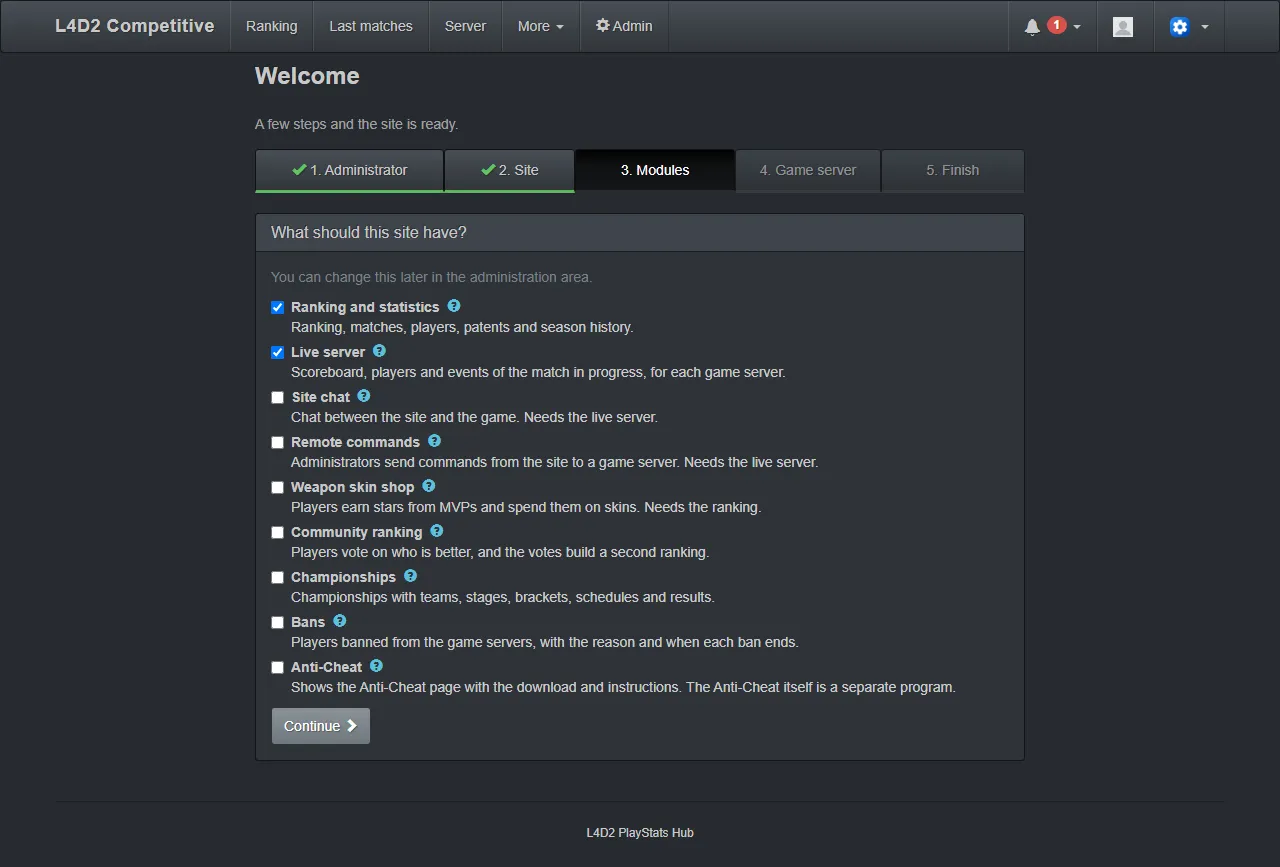 L4D2 Competitive Ranking Last matches Server More Admin 1
Welcome
A few steps and the site is ready.
1. Administrator 2. Site 3. Modules 4. Game server 5. Finish
What should this site have?
You can change this later in the administration area.
Ranking and statistics ?
Ranking, matches, players, patents and season history.
Live server ?
Scoreboard, players and events of the match in progress, for each game server.
Site chat ?
Chat between the site and the game. Needs the live server.
Remote commands ?
Administrators send commands from the site to a game server. Needs the live server.
Weapon skin shop ?
Players earn stars from MVPs and spend them on skins. Needs the ranking.
Community ranking ?
Players vote on who is better, and the votes build a second ranking.
Championships ?
Championships with teams, stages, brackets, schedules and results.
Bans ?
Players banned from the game servers, with the reason and when each ban ends.
Anti-Cheat ?
Shows the Anti-Cheat page with the download and instructions. The Anti-Cheat itself is a separate program.
Continue
L4D2 PlayStats Hub